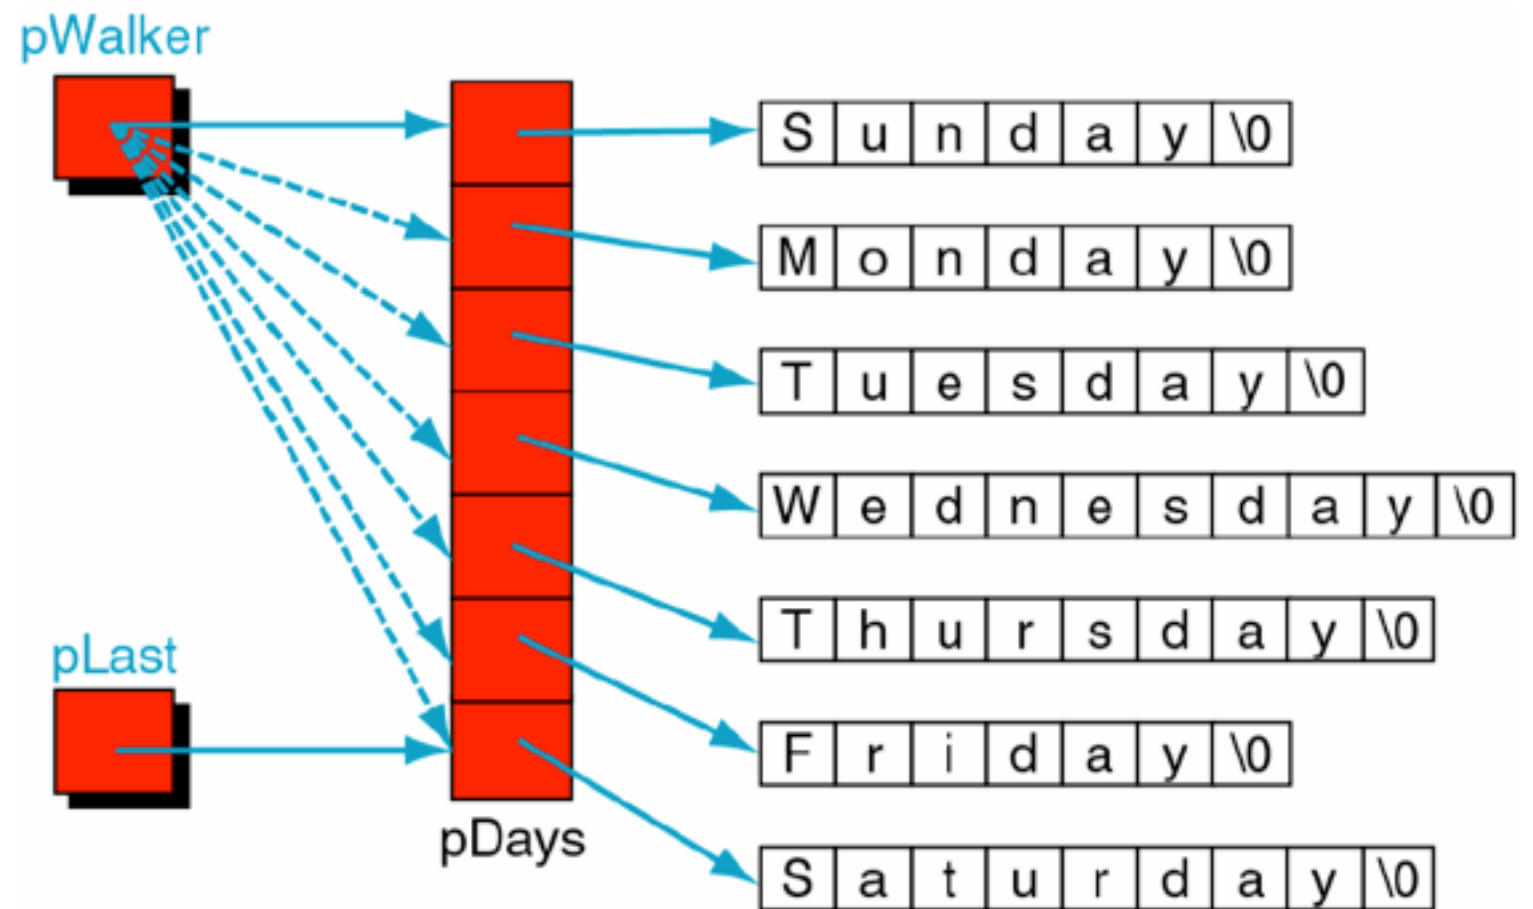 pWalker
S u n d a y \0
M o n d a y \0
T u e s d a y \0
W e d n e s d a y \0
T h u r s d a y \0
pLast
F r i d a y \0
pDays
S a t u r d a y \0